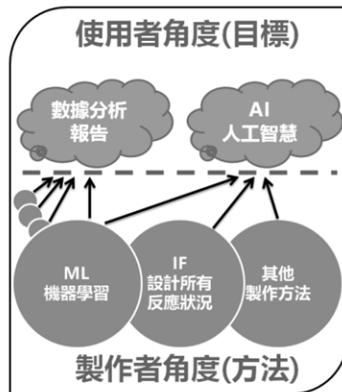 使用者角度(目標)
數據分析
報告
AI
人工智慧
ML
機器學習
IF
設計所有
反應狀況
其他
製作方法
製作者角度(方法)